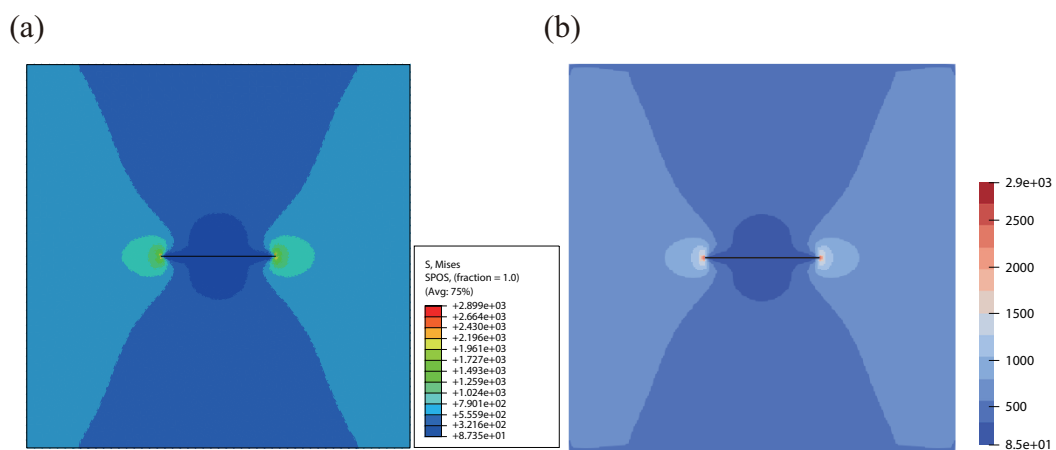 (a)
(b)
S, Mises
SPOS, (fraction = 1.0)
(Avg: 75%)
+2.899e+03
+2.664e+03
+2.430e+03
+2.196e+03
+1.961e+03
+1.727e+03
+1.493e+03
+1.259e+03
+1.024e+03
+7.901e+02
+5.559e+02
+3.216e+02
+8.735e+01
2.9e+03
2500
2000
1500
1000
500
8.5e+01